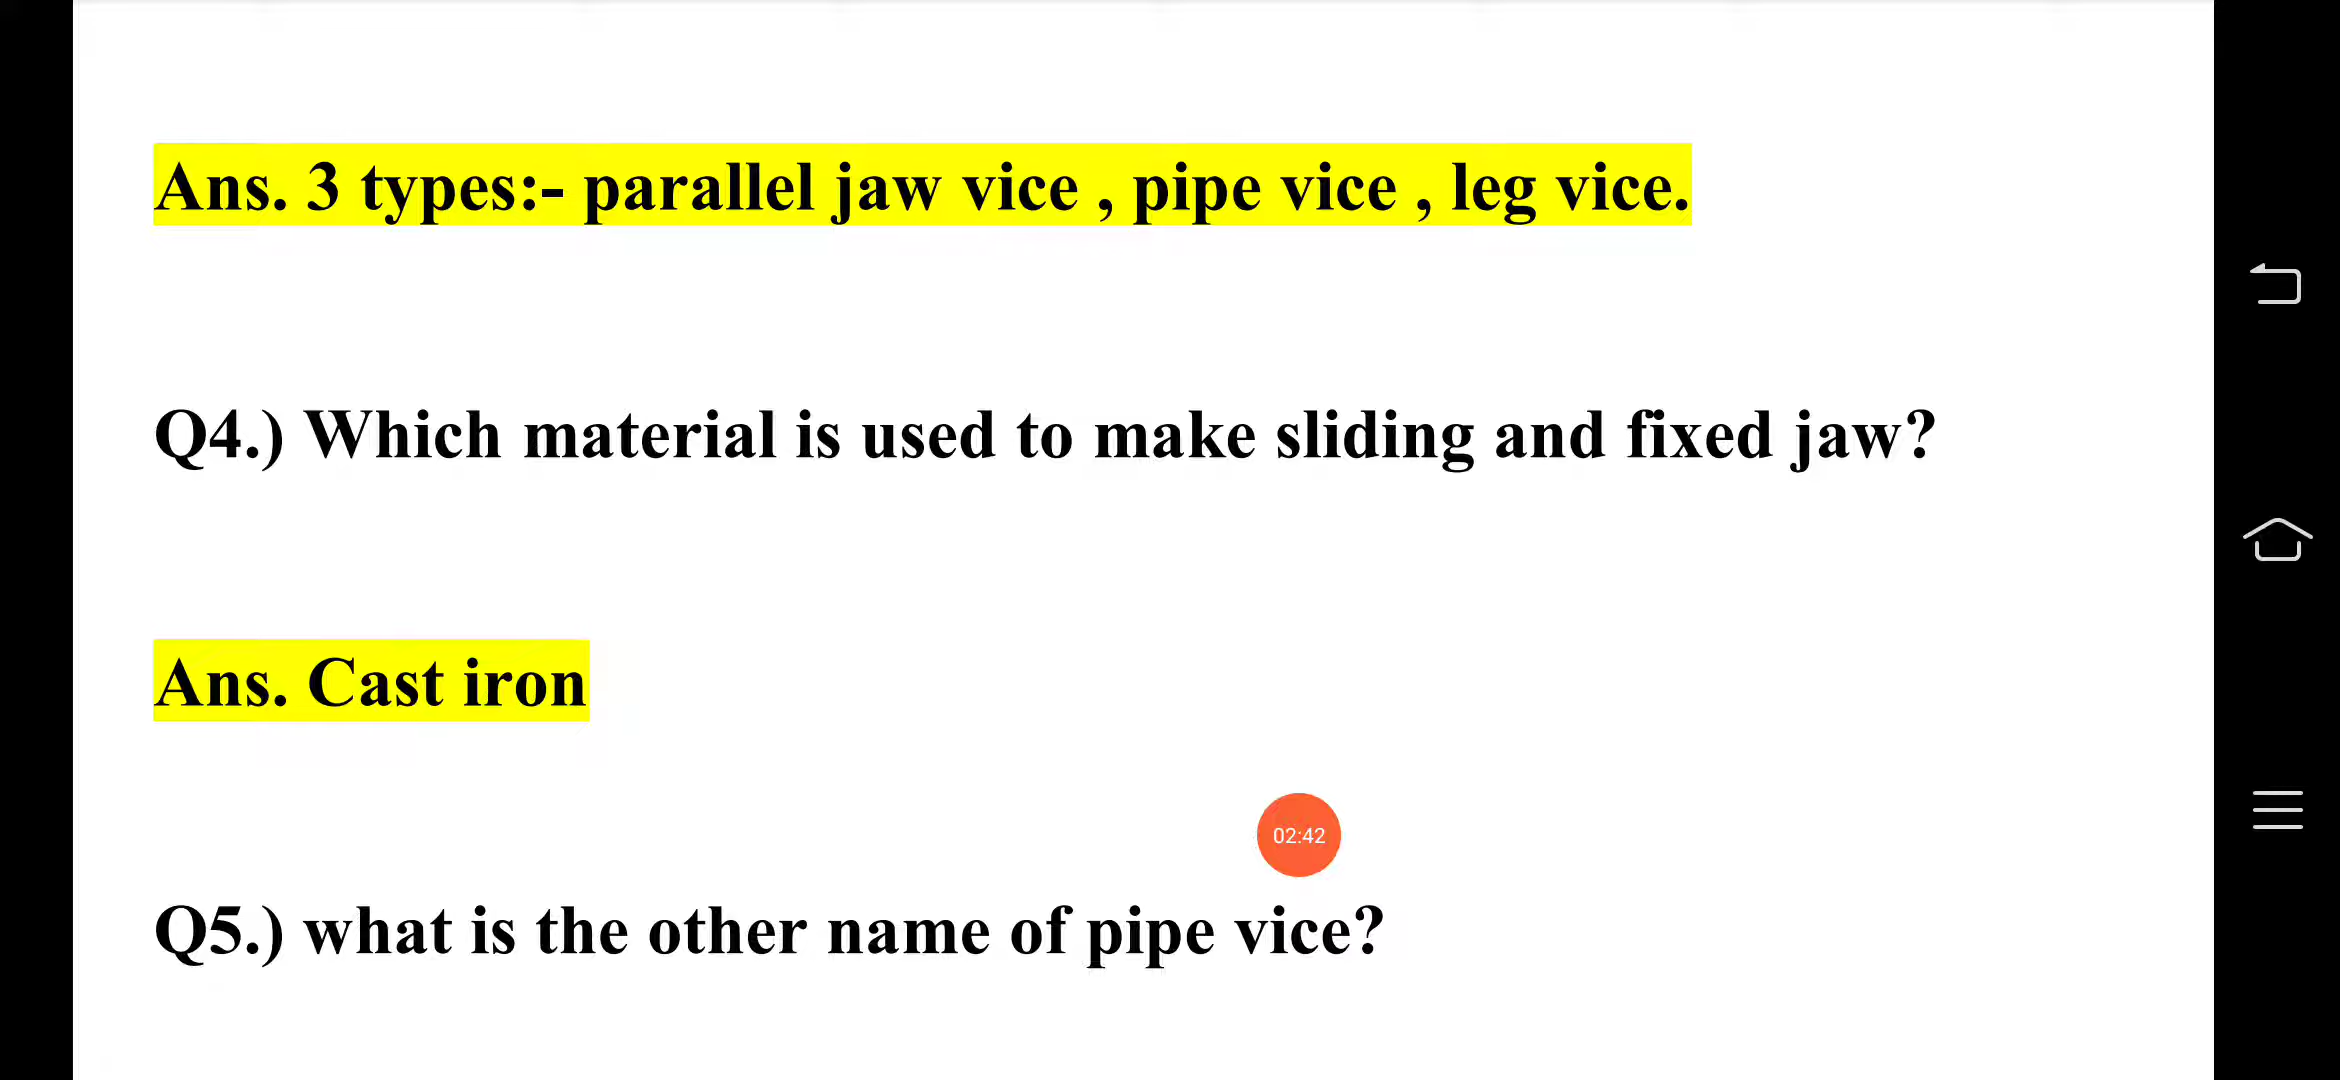 Ans. 3 types:- parallel jaw vice , pipe vice , leg vice.
Q4.) Which material is used to make sliding and fixed jaw?
Ans. Cast iron
02:42
Q5.) what is the other name of pipe vice?